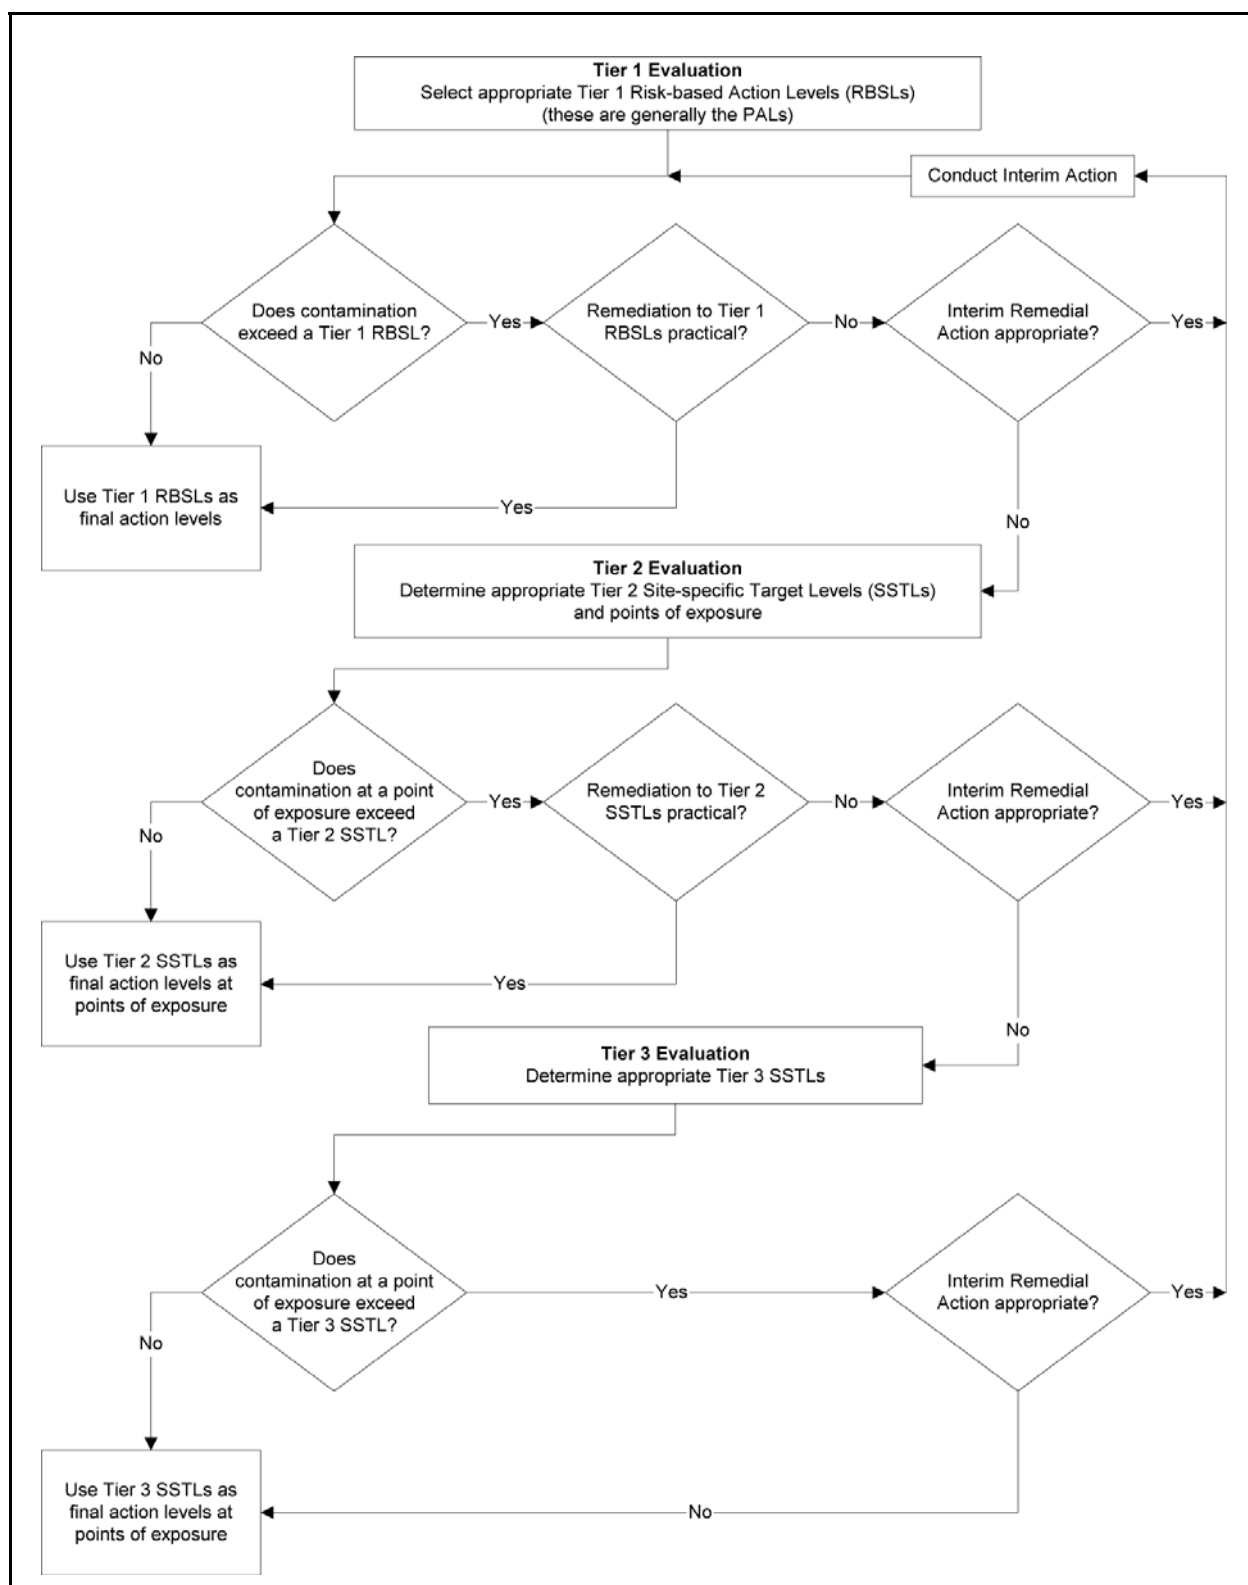 Tier 1 Evaluation
Select appropriate Tier 1 Risk-based Action Levels (RBSLs)
(these are generally the PALs)
Conduct Interim Action
Does contamination
exceed a Tier 1 RBSL?
Yes
Remediation to Tier 1
RBSLs practical?
No
Interim Remedial
Action appropriate?
Yes
No
Use Tier 1 RBSLs as
final action levels
Yes
No
Tier 2 Evaluation
Determine appropriate Tier 2 Site-specific Target Levels (SSTLs)
and points of exposure
Does
contamination at a point
of exposure exceed
a Tier 2 SSTL?
Yes
Remediation to Tier 2
SSTLs practical?
No
Interim Remedial
Action appropriate?
Yes
No
Use Tier 2 SSTLs as
final action levels at
points of exposure
Yes
No
Tier 3 Evaluation
Determine appropriate Tier 3 SSTLs
Does
contamination at a point
of exposure exceed
a Tier 3 SSTL?
Yes
Interim Remedial
Action appropriate?
Yes
No
Use Tier 3 SSTLs as
final action levels at
points of exposure
No